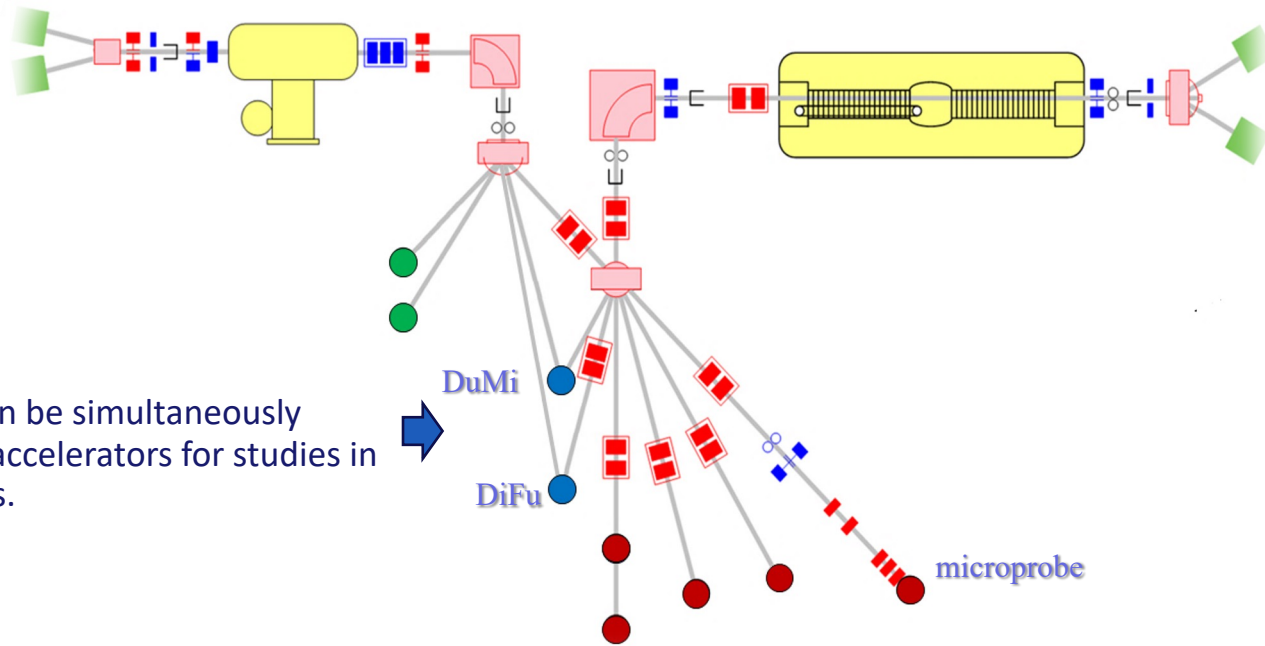 DuMi
n be simultaneously
accelerators for studies in
DiFu
s.
microprobe